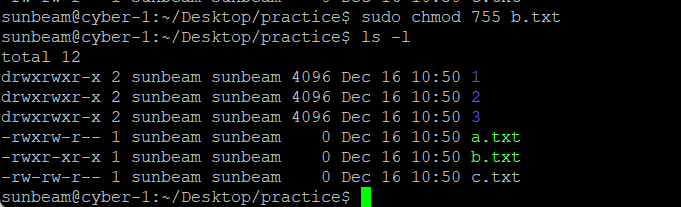 sunbeam@cyber-1:~/Desktop/practice$ sudo chmod 755 b.txt
sunbeam@cyber-1:~/Desktop/practice$ ls -l
total 12
drwxrwxr-x 2 sunbeam sunbeam 4096 Dec 16 10:50 1
drwxrwxr-x 2 sunbeam sunbeam 4096 Dec 16 10:50 2
drwxrwxr-x 2 sunbeam sunbeam 4096 Dec 16 10:50 3
-rwxrw-r-- 1 sunbeam sunbeam    0 Dec 16 10:50 a.txt
-rwxr-xr-x 1 sunbeam sunbeam    0 Dec 16 10:50 b.txt
-rw-rw-r-- 1 sunbeam sunbeam    0 Dec 16 10:50 c.txt
sunbeam@cyber-1:~/Desktop/practice$